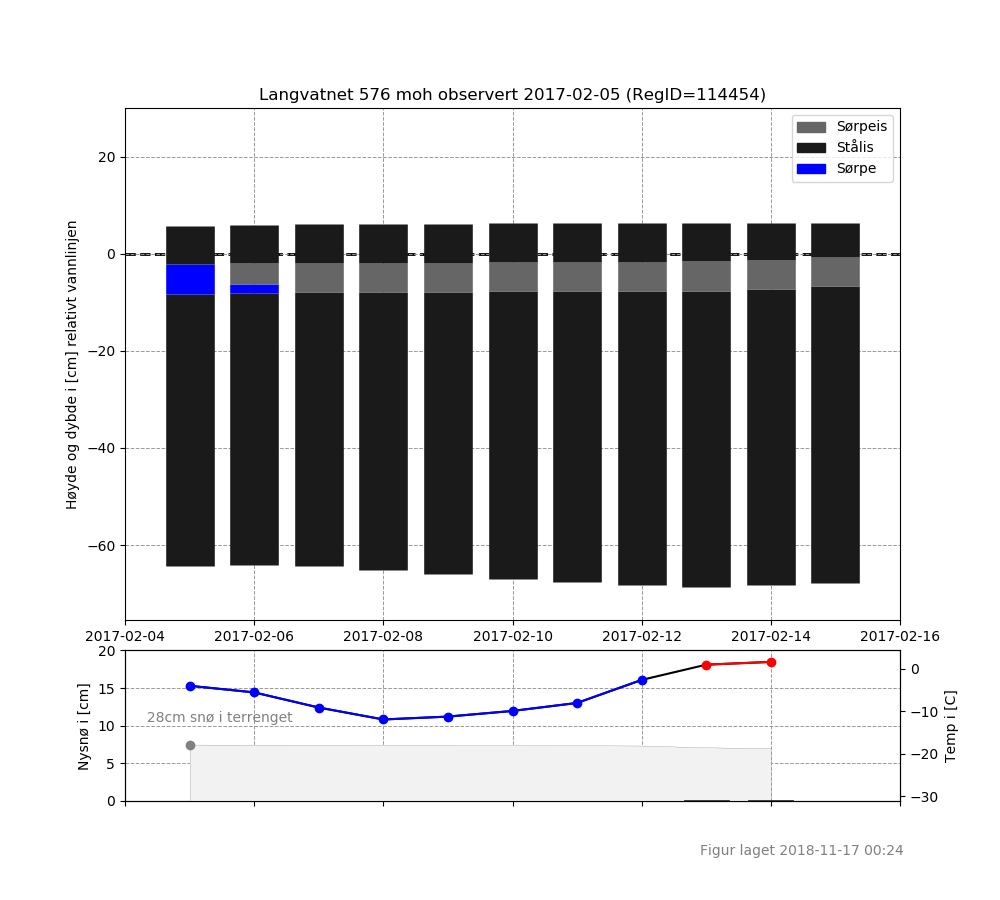 Langvatnet 576 moh observert 2017-02-05 (RegID=114454)
Sørpeis
Stålis
Sørpe
Høyde og dybde i [cm] relativt vannlinjen
20
0
−20
−40
−60
2017-02-04
2017-02-06
2017-02-08
2017-02-10
2017-02-12
2017-02-14
2017-02-16
Nysnø i [cm]
20
15
10
5
0
28cm snø i terrenget
0
−10
−20
−30
Temp i [C]
Figur laget 2018-11-17 00:24